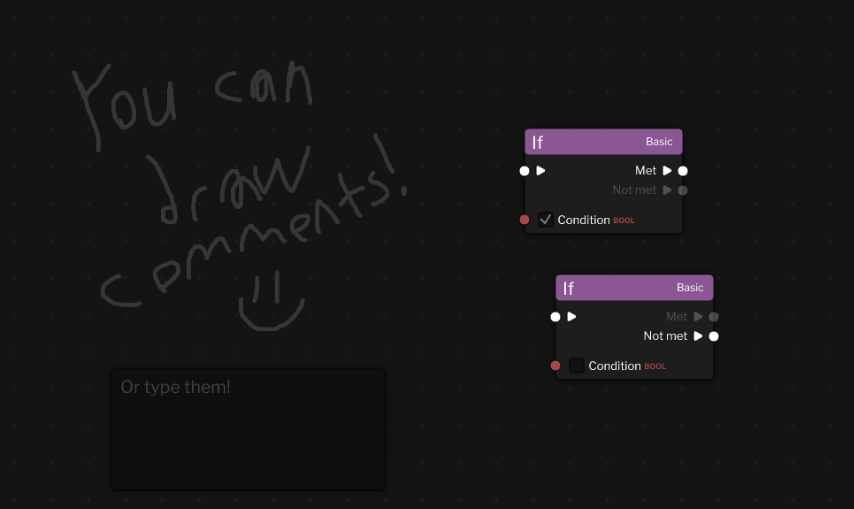 You can
draw
comments!
Or type them!
If Basic
Met
Not met
Condition BOOL
If Basic
Met
Not met
Condition BOOL